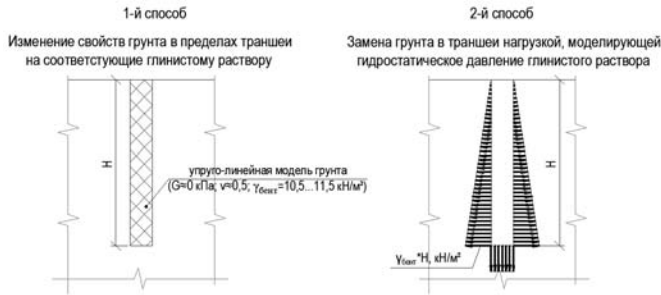 1-й способ
Изменение свойств грунта в пределах траншеи
на соответстующие глинистому раствору
H
упруго-линейная модель грунта
(G≈0 кПа; ν≈0,5; γбент=10,5...11,5 кН/м³)
2-й способ
Замена грунта в траншеи нагрузкой, моделирующей
гидростатическое давление глинистого раствора
H
γбент*H, кН/м²